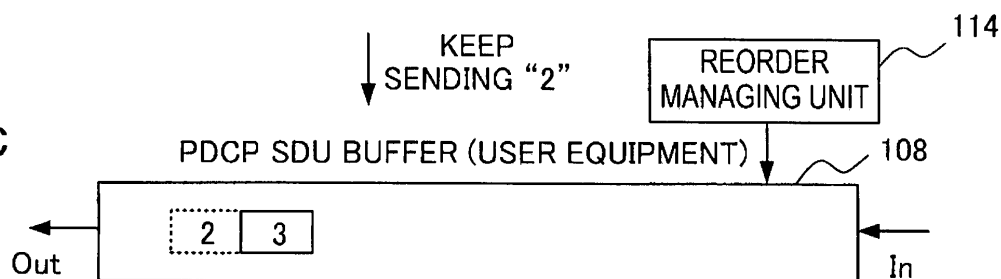 KEEP
SENDING “2”
114
REORDER
MANAGING UNIT
C
PDCP SDU BUFFER (USER EQUIPMENT)
108
2 3
Out
In